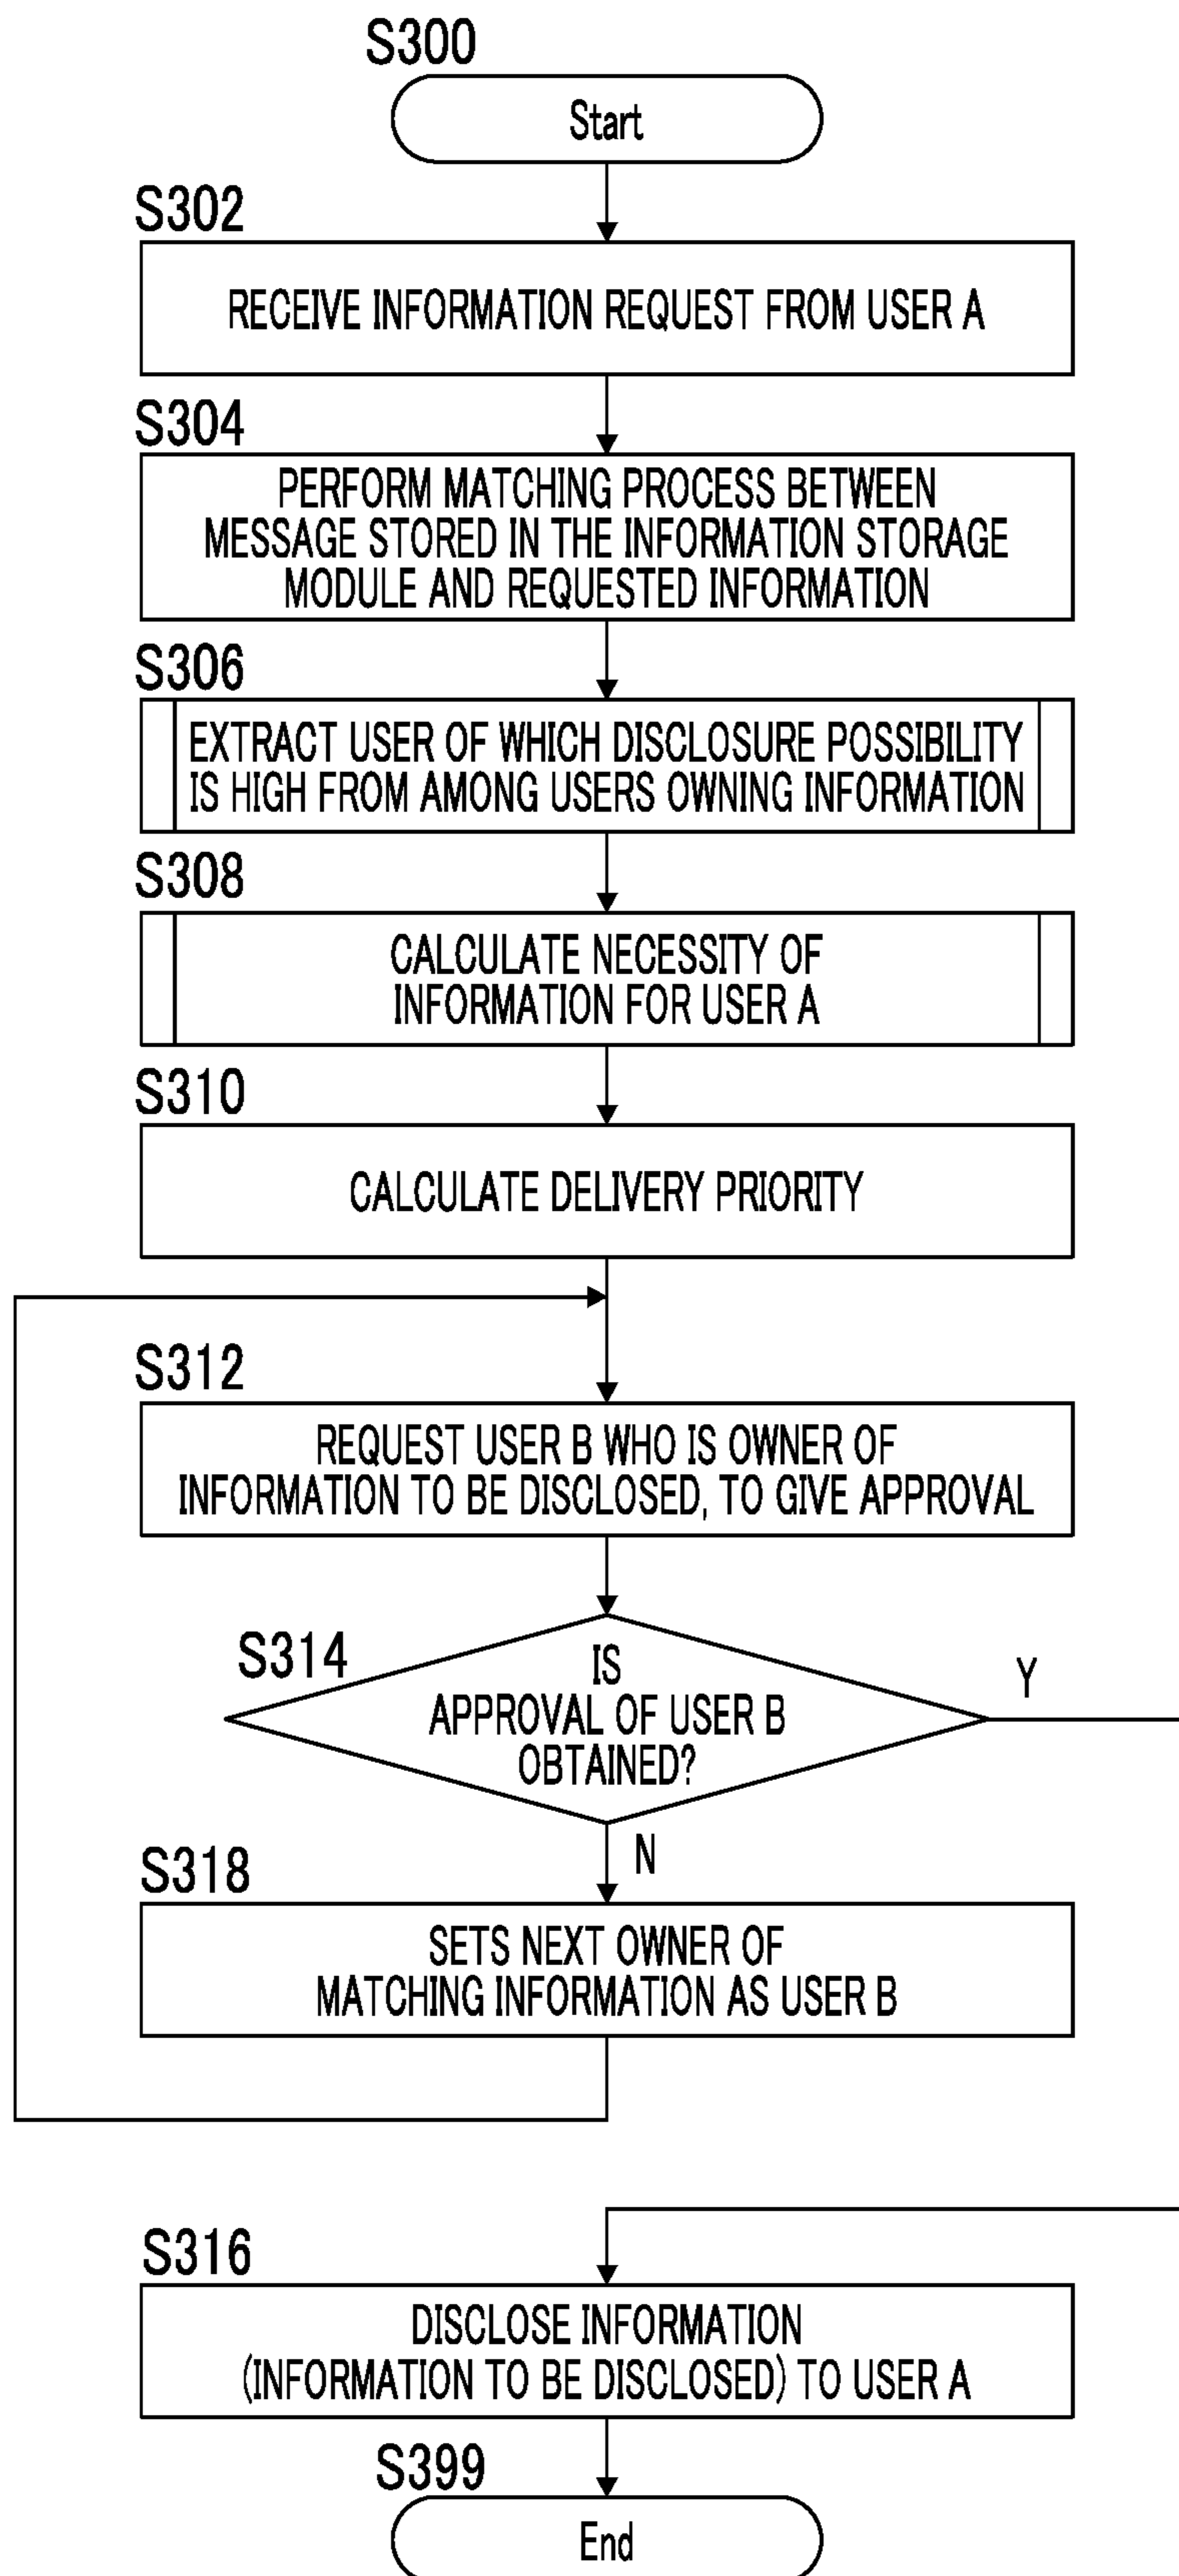 S300
Start
S302
RECEIVE INFORMATION REQUEST FROM USER A
S304
PERFORM MATCHING PROCESS BETWEEN
MESSAGE STORED IN THE INFORMATION STORAGE
MODULE AND REQUESTED INFORMATION
S306
EXTRACT USER OF WHICH DISCLOSURE POSSIBILITY
IS HIGH FROM AMONG USERS OWNING INFORMATION
S308
CALCULATE NECESSITY OF
INFORMATION FOR USER A
S310
CALCULATE DELIVERY PRIORITY
S312
REQUEST USER B WHO IS OWNER OF
INFORMATION TO BE DISCLOSED, TO GIVE APPROVAL
S314
IS
APPROVAL OF USER B
OBTAINED?
Y
N
S318
SETS NEXT OWNER OF
MATCHING INFORMATION AS USER B
S316
DISCLOSE INFORMATION
(INFORMATION TO BE DISCLOSED) TO USER A
S399
End